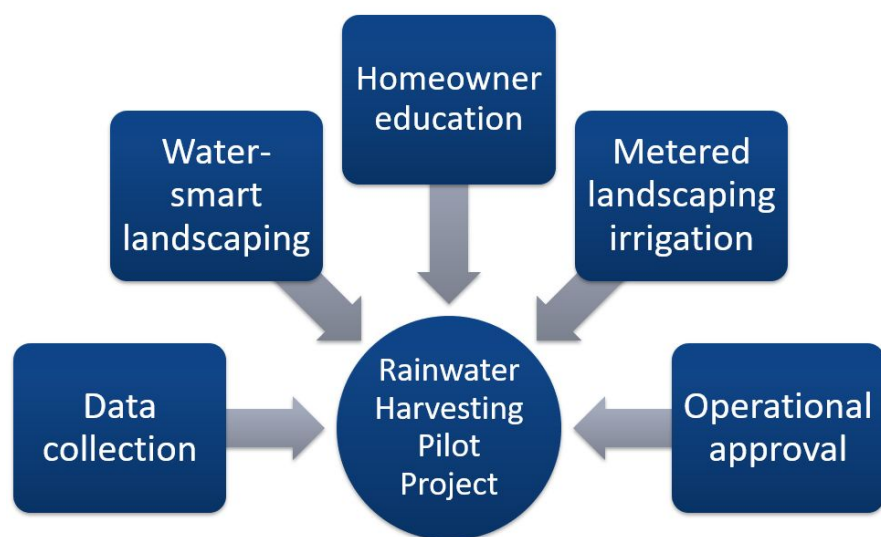 Homeowner
education
Water-
smart
landscaping
Metered
landscaping
irrigation
Data
collection
Rainwater
Harvesting
Pilot
Project
Operational
approval